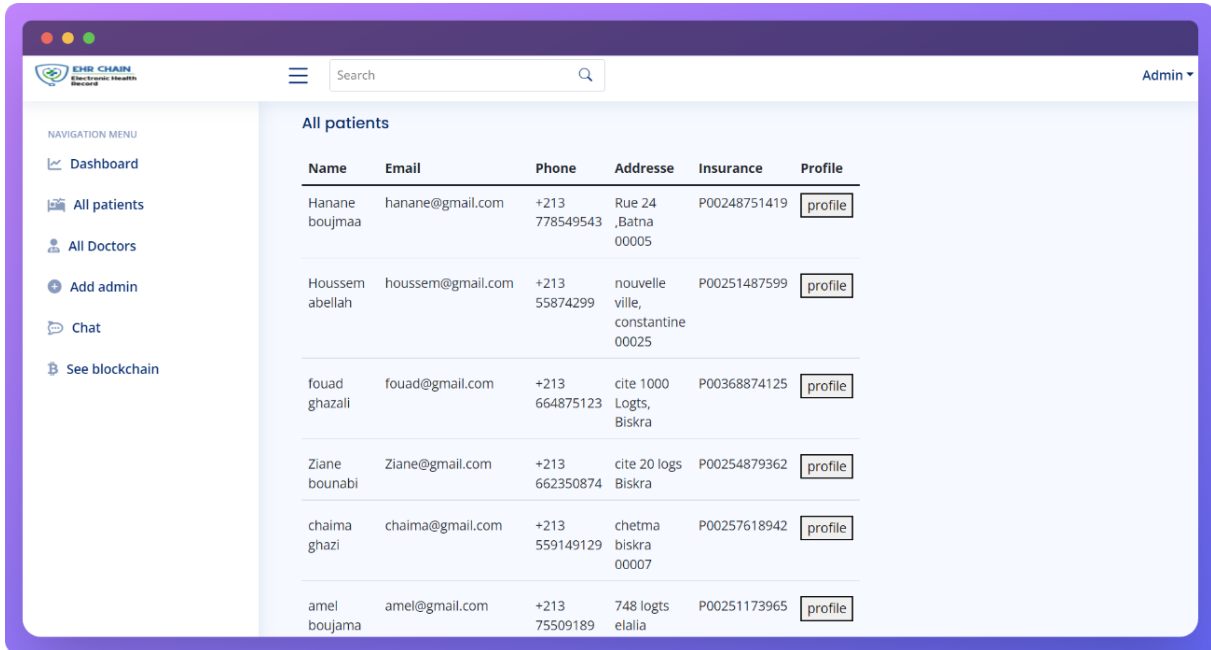 EHR CHAIN
Electronic Health
Record
Search
Admin
NAVIGATION MENU
Dashboard
All patients
All Doctors
Add admin
Chat
See blockchain
All patients
Name Email Phone Addresse Insurance Profile
Hanane hanane@gmail.com +213 Rue 24 P00248751419 profile
boujmaa 778549543 ,Batna
00005
Houssem houssem@gmail.com +213 nouvelle P00251487599 profile
abellah 55874299 ville,
constantine
00025
fouad fouad@gmail.com +213 cite 1000 P00368874125 profile
ghazali 664875123 Logts,
Biskra
Ziane Ziane@gmail.com +213 cite 20 logs P00254879362 profile
bounabi 662350874 Biskra
chaima chaima@gmail.com +213 chetma P00257618942 profile
ghazi 559149129 biskra
00007
amel amel@gmail.com +213 748 logts P00251173965 profile
boujama 75509189 elalia